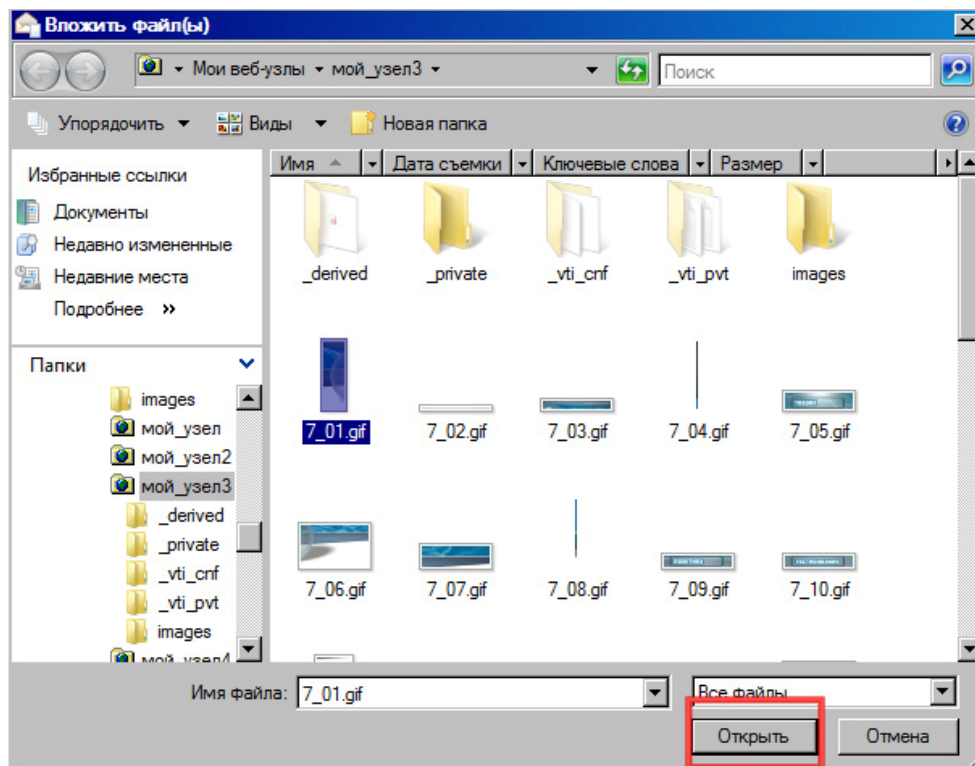 Вложить файл(ы)
Мои веб-узлы мой_узел3
Поиск
Упорядочить Виды Новая папка
Избранные ссылки
Документы
Недавно измененные
Недавние места
Подробнее »
Папки
images
мой_узел
мой_узел2
мой_узел3
_derived
_private
_vti_cnf
_vti_pvt
images
мой_узел4
Имя Дата съемки Ключевые слова Размер
_derived _private _vti_cnf _vti_pvt images
7_01.gif 7_02.gif 7_03.gif 7_04.gif 7_05.gif
7_06.gif 7_07.gif 7_08.gif 7_09.gif 7_10.gif
Имя файла: 7_01.gif Все файлы
Открыть Отмена